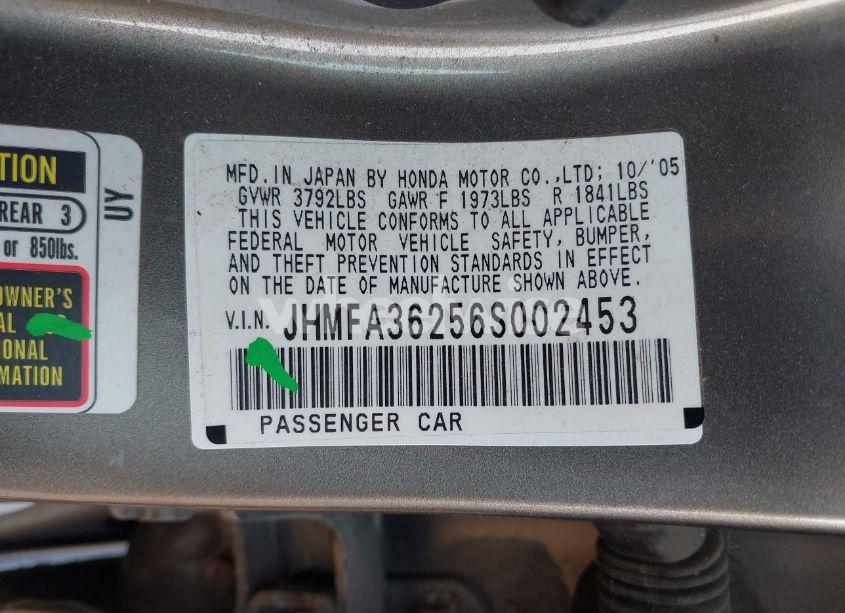 TION
REAR 3
or 850lbs.
OWNER'S
AL
ONAL
MATION
UY
MFD. IN JAPAN BY HONDA MOTOR CO.,LTD; 10/'05
GVWR 3792LBS GAWR F 1973LBS R 1841LBS
THIS VEHICLE CONFORMS TO ALL APPLICABLE
FEDERAL MOTOR VEHICLE SAFETY, BUMPER,
AND THEFT PREVENTION STANDARDS IN EFFECT
ON THE DATE OF MANUFACTURE SHOWN ABOVE.
V.I.N. JHMFA36256S002453
PASSENGER CAR